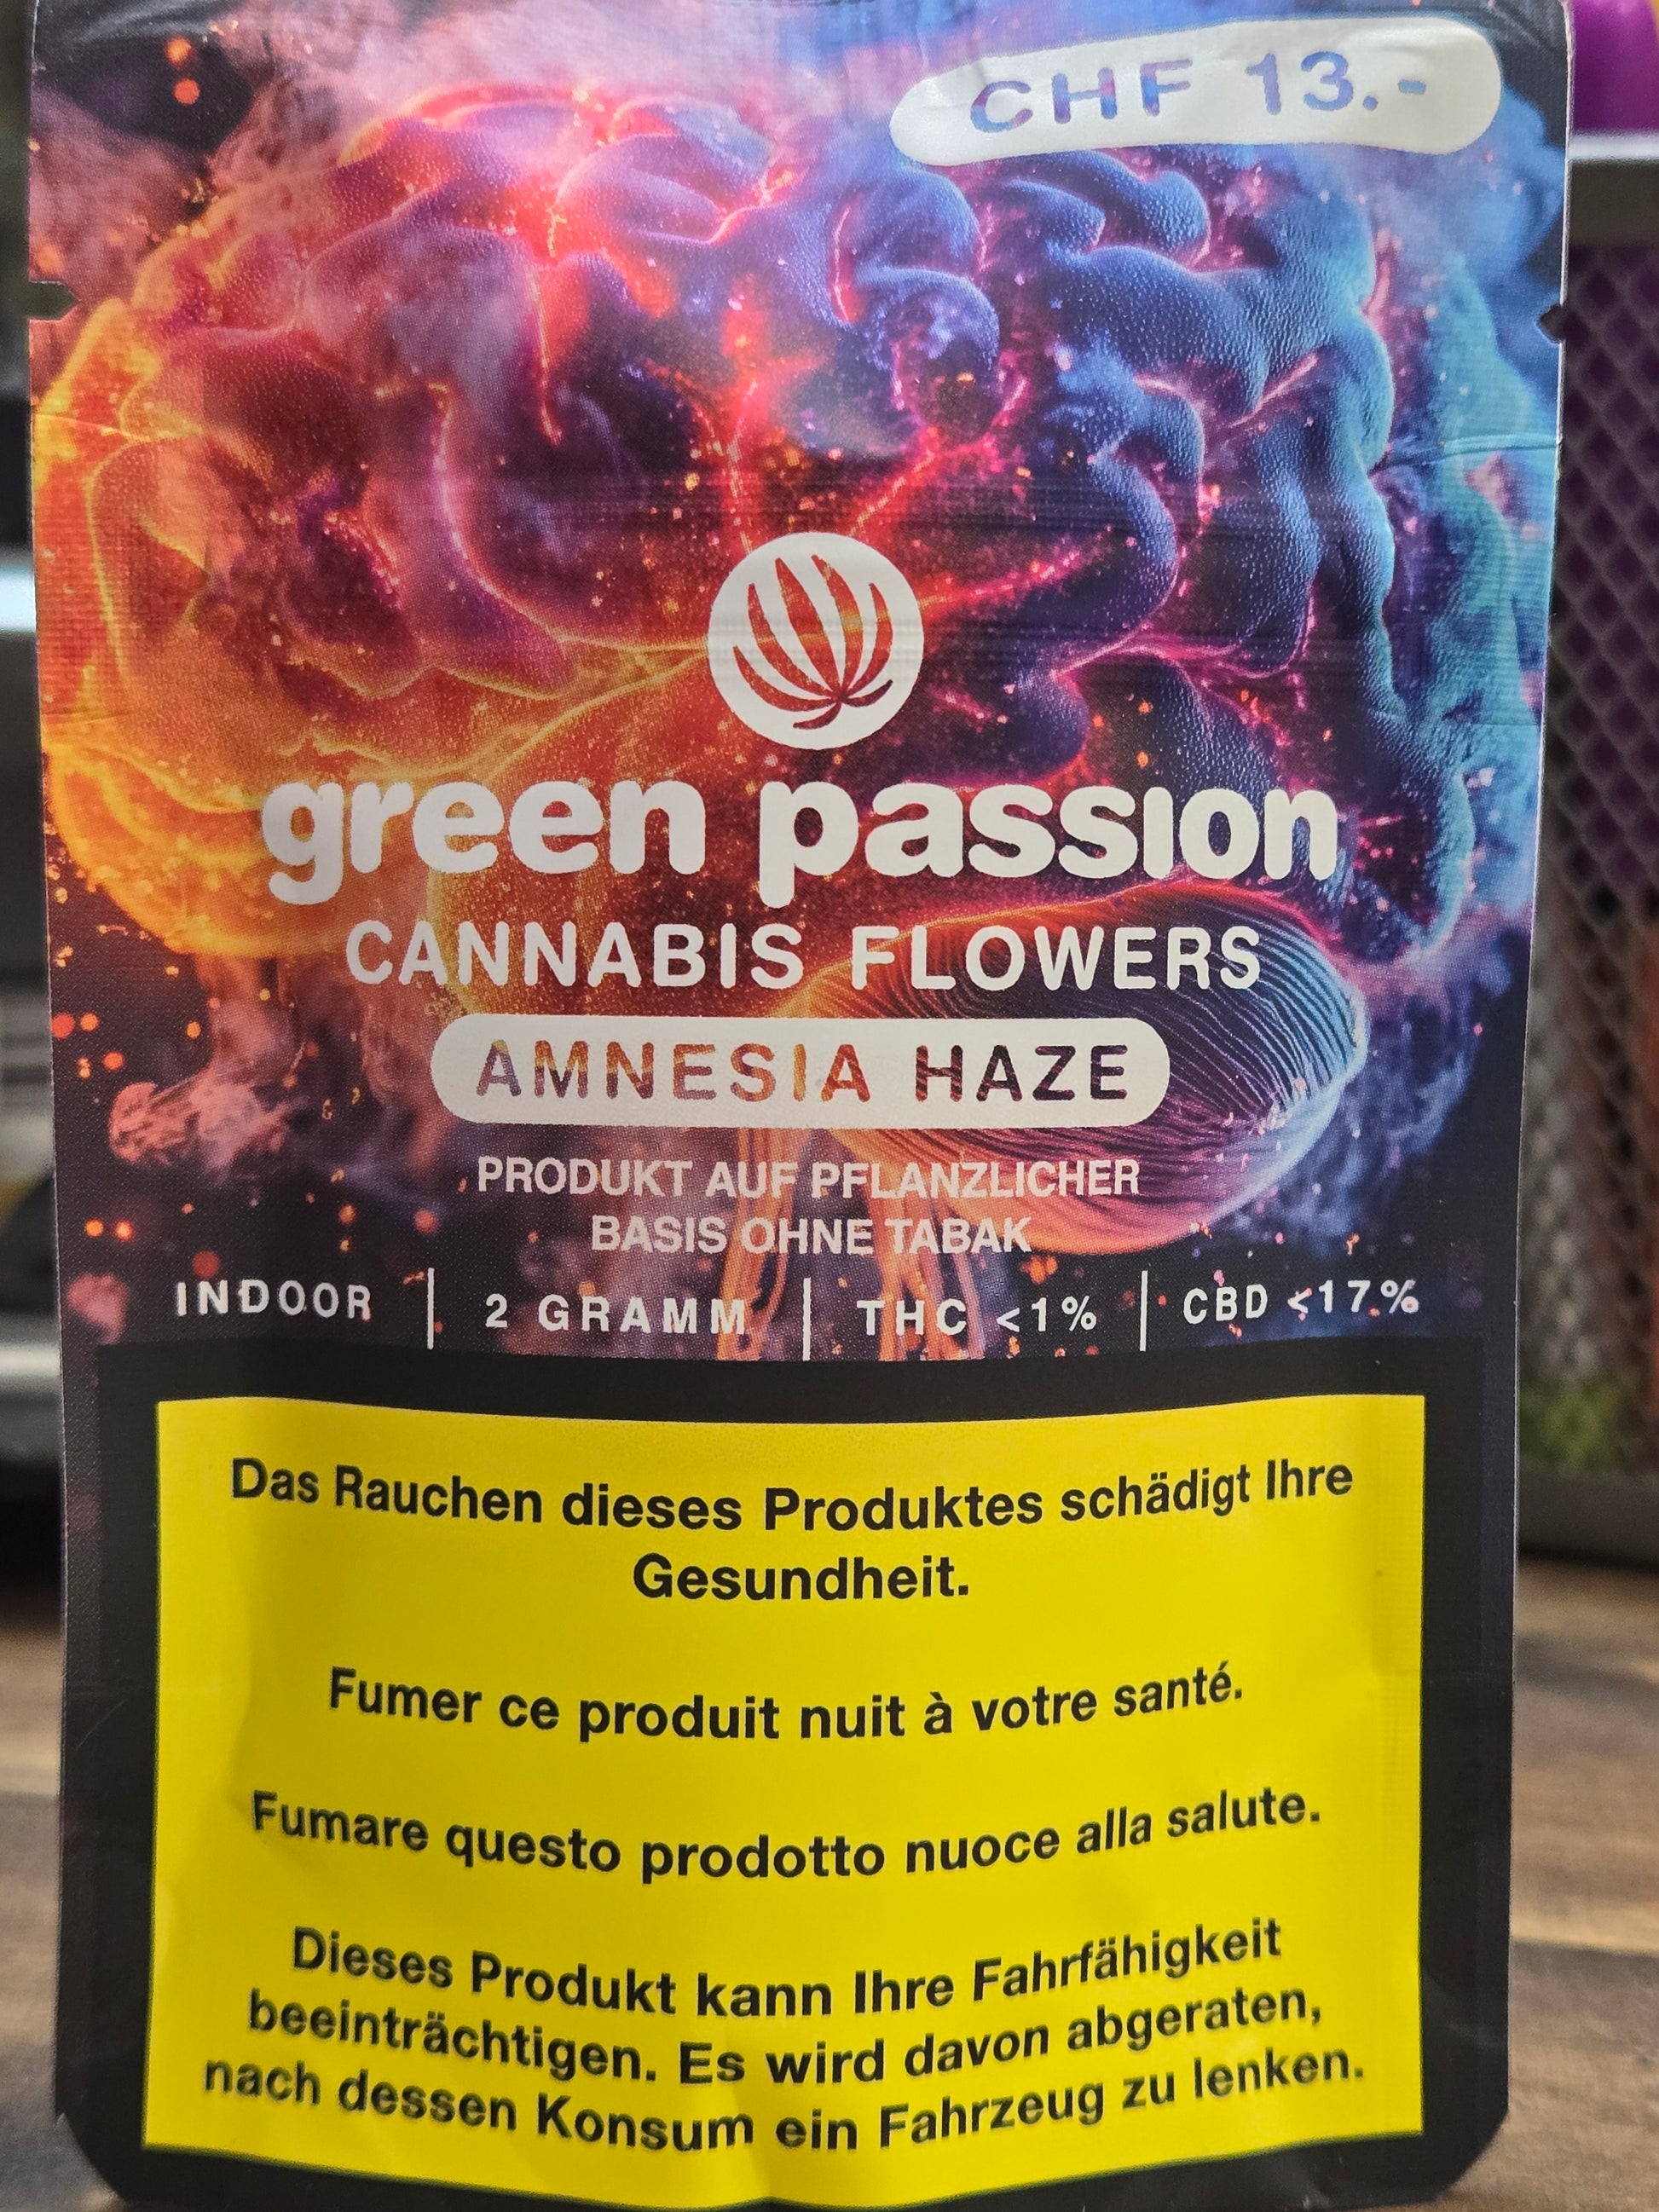 CHF 13.-
green passion
CANNABIS FLOWERS
AMNESIA HAZE
PRODUKT AUF PFLANZLICHER
BASIS OHNE TABAK
INDOOR | 2 GRAMM | THC <1% | CBD <17%
Das Rauchen dieses Produktes schädigt Ihre
Gesundheit.
Fumer ce produit nuit à votre santé.
Fumare questo prodotto nuoce alla salute.
Dieses Produkt kann Ihre Fahrfähigkeit
beeinträchtigen. Es wird davon abgeraten,
nach dessen Konsum ein Fahrzeug zu lenken.